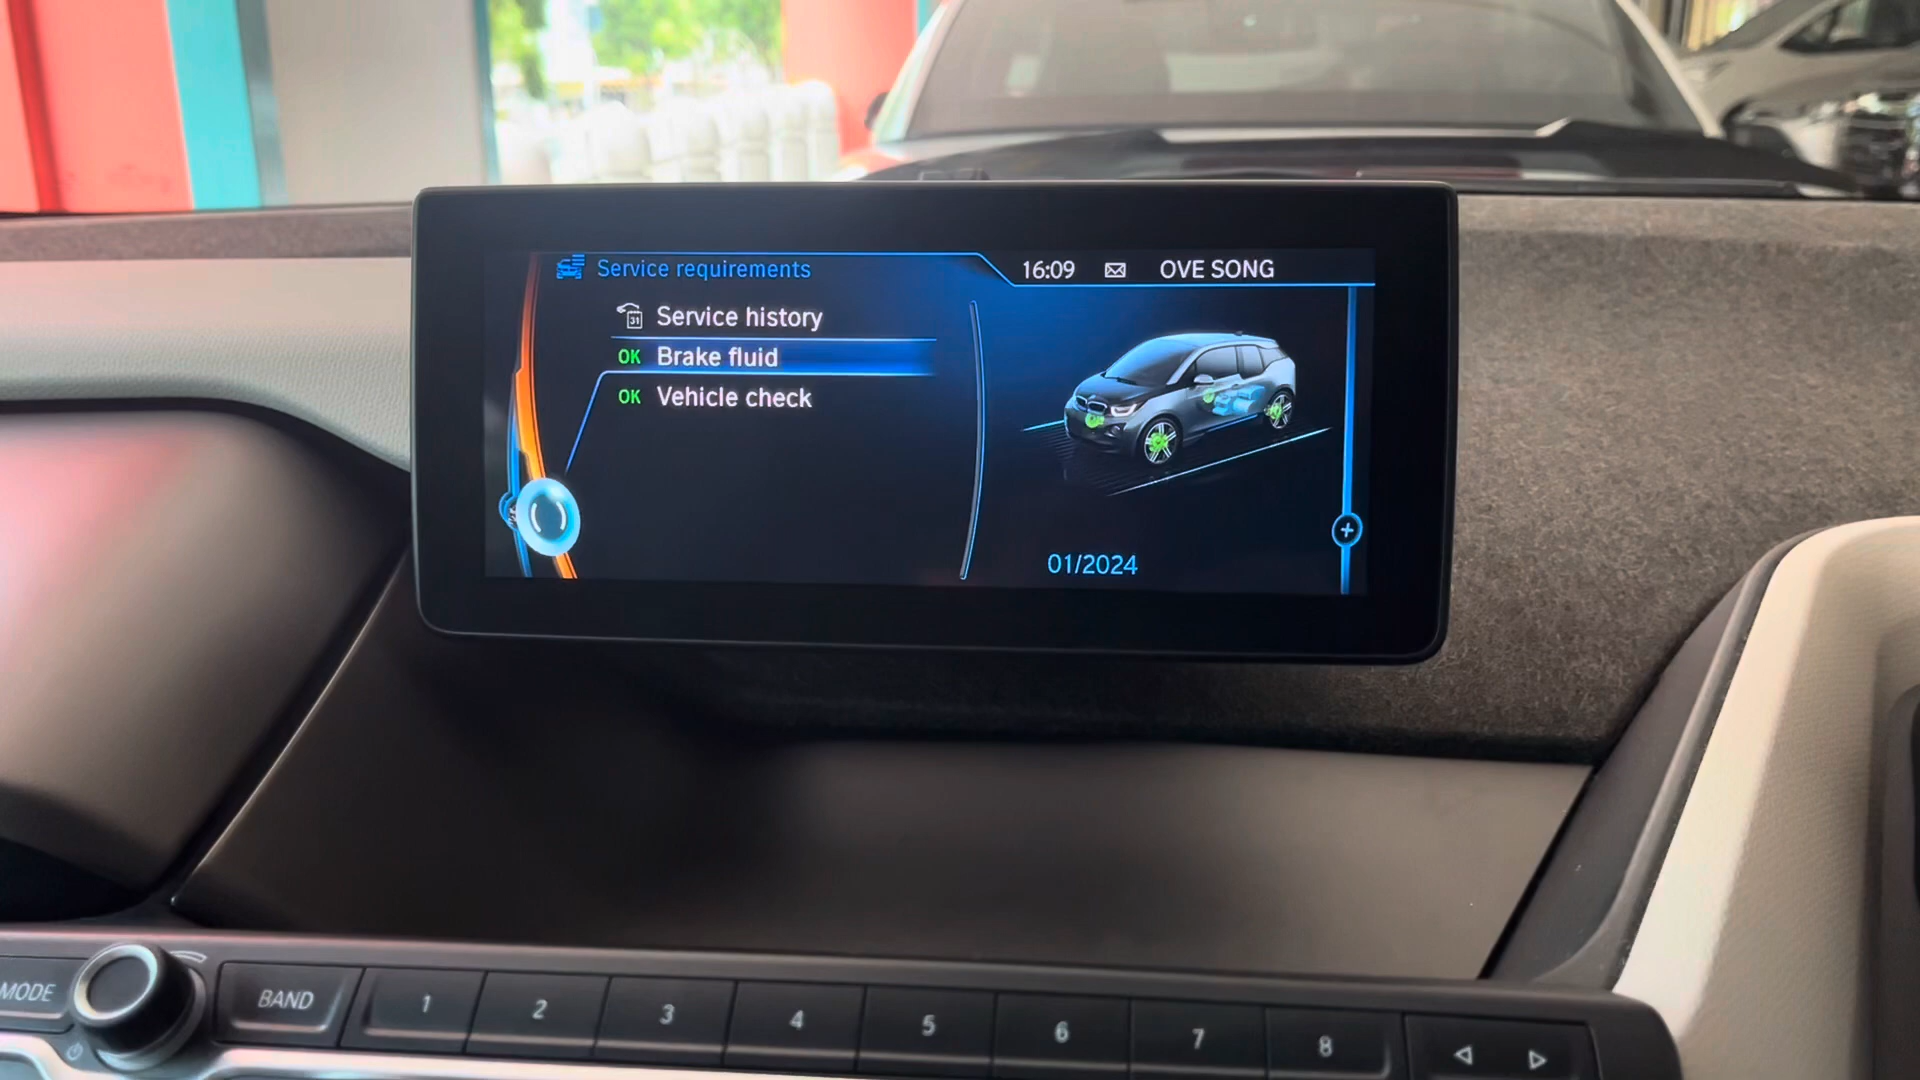 Service requirements
16:09 OVE SONG
31 Service history
OK Brake fluid
OK Vehicle check
01/2024
MODE BAND 1 2 3 4 5 6 7 8